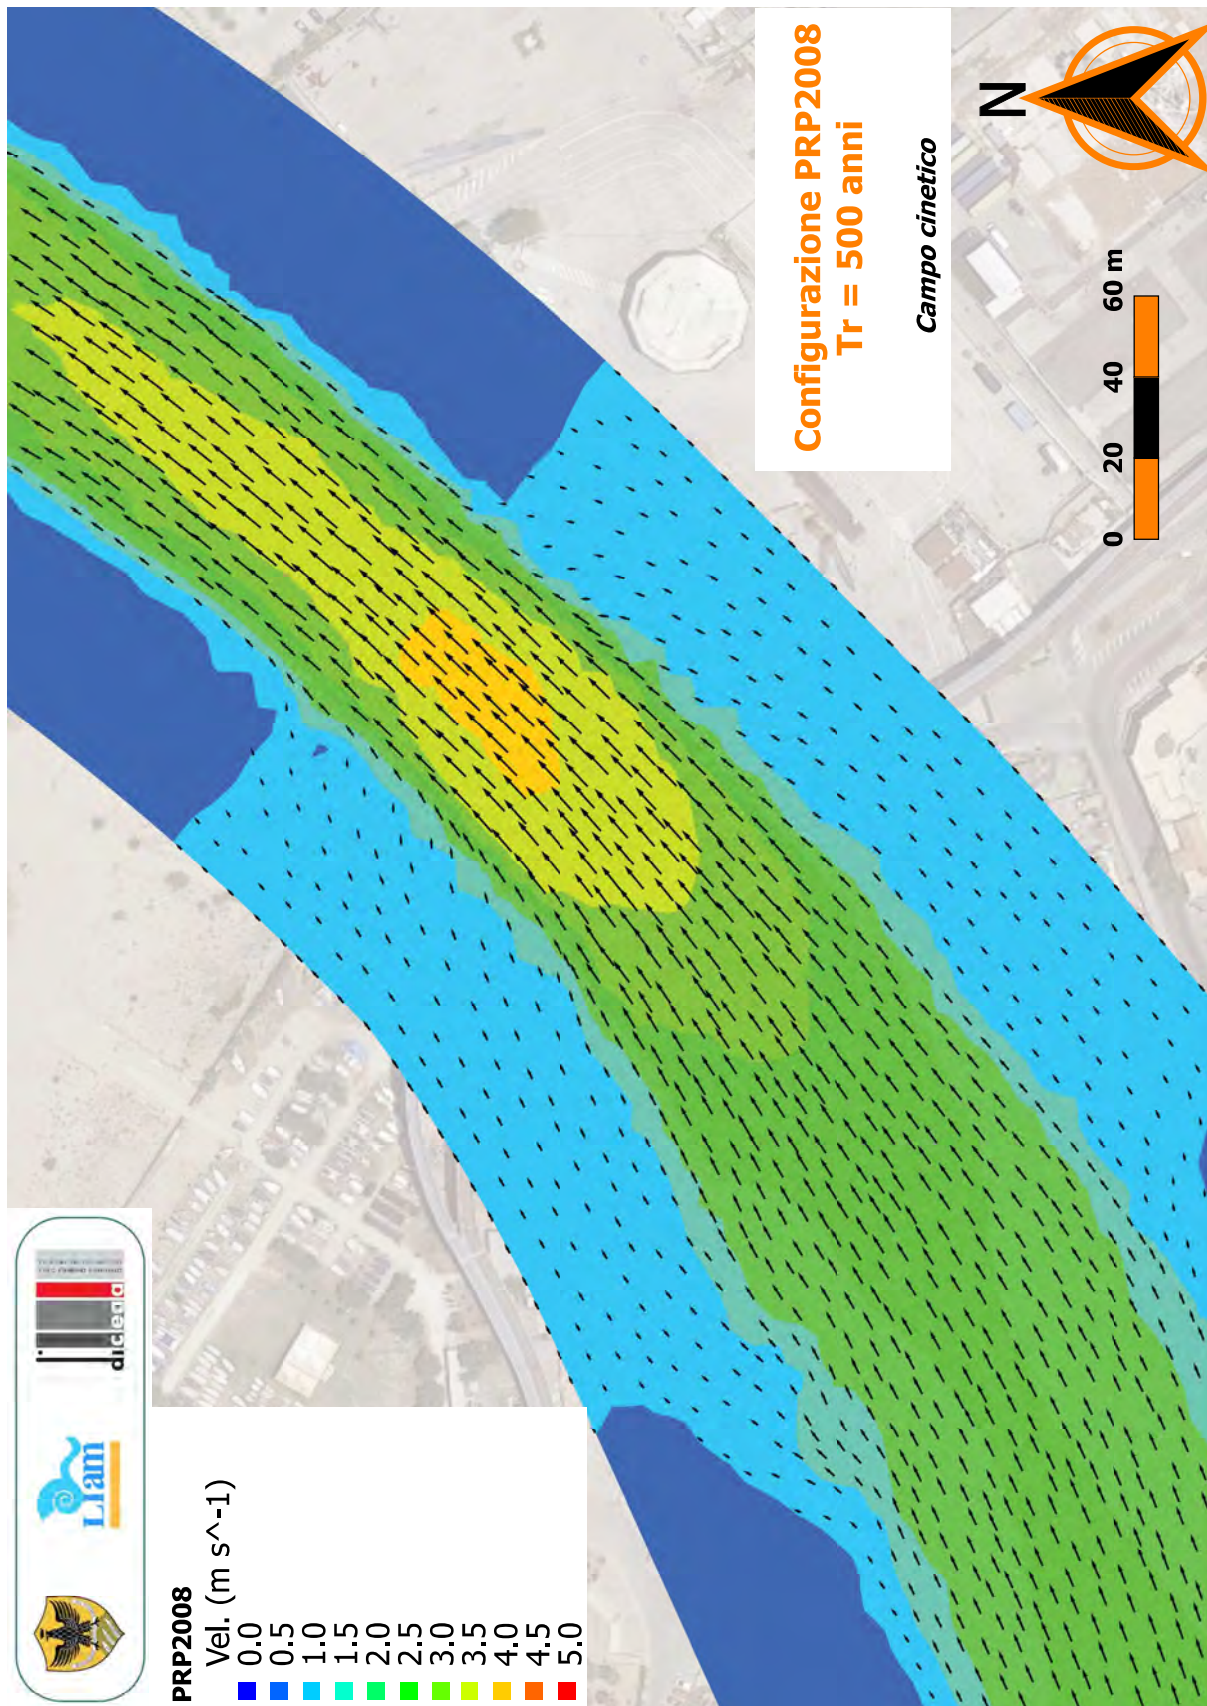 dicea
LIam
PRP2008
Vel. (m s^-1)
0.0
0.5
1.0
1.5
2.0
2.5
3.0
3.5
4.0
4.5
5.0
Configurazione PRP2008
Tr = 500 anni
Campo cinetico
N
0 20 40 60 m